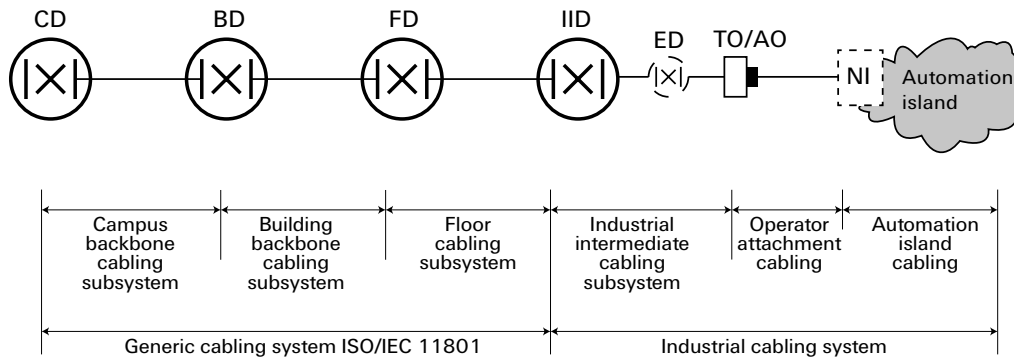 CD
BD
FD
IID
ED
TO/AO
NI
Automation
island
Campus
backbone
cabling
subsystem
Building
backbone
cabling
subsystem
Floor
cabling
subsystem
Industrial
intermediate
cabling
subsystem
Operator
attachment
cabling
Automation
island
cabling
Generic cabling system ISO/IEC 11801
Industrial cabling system